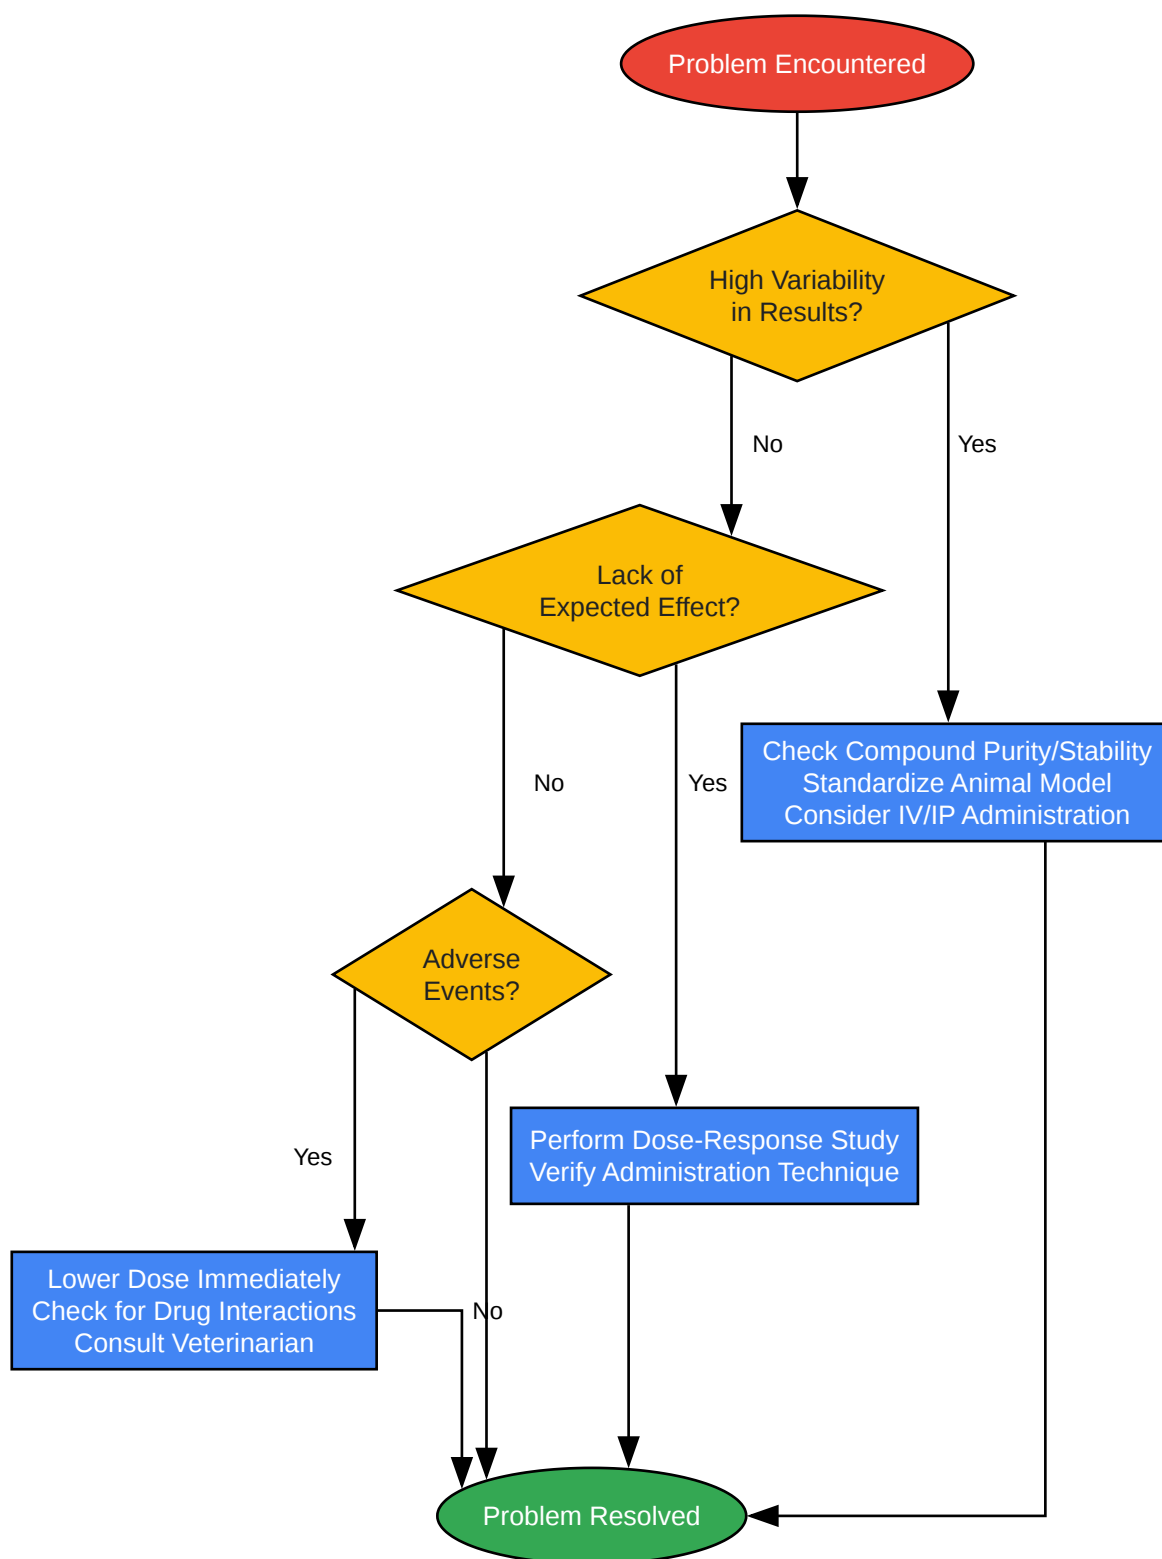 Problem Encountered
High Variability
in Results?
No
Yes
Lack of
Expected Effect?
No
Yes
Check Compound Purity/Stability
Standardize Animal Model
Consider IV/IP Administration
Adverse
Events?
Yes
Perform Dose-Response Study
Verify Administration Technique
Lower Dose Immediately
Check for Drug Interactions
Consult Veterinarian
No
Problem Resolved